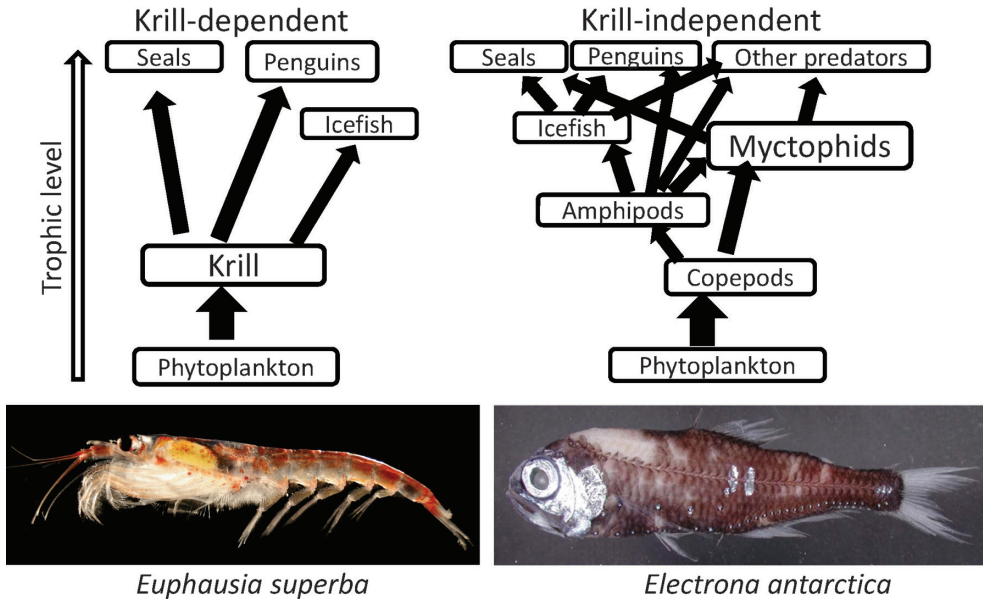 Krill-dependent
Seals
Penguins
Icefish
Krill
Phytoplankton
Trophic level
Krill-independent
Seals
Penguins
Other predators
Icefish
Myctophids
Amphipods
Copepods
Phytoplankton
Euphausia superba
Electrona antarctica